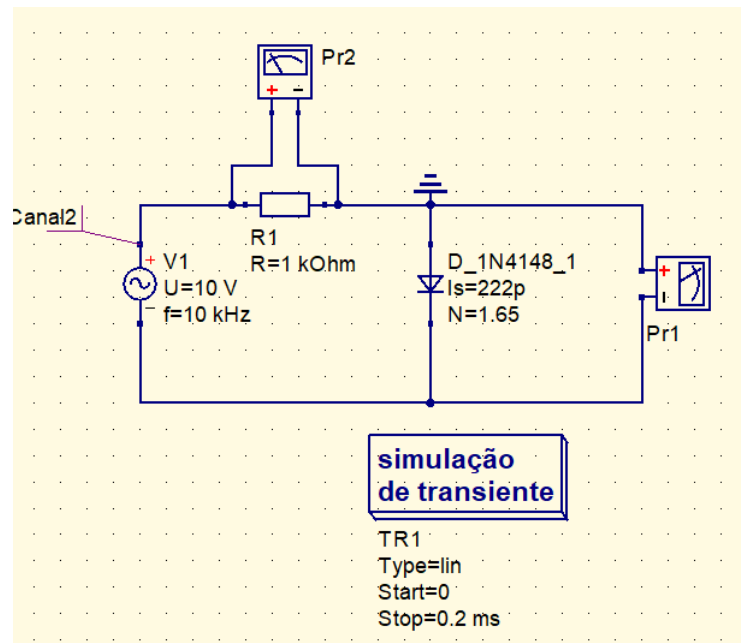 Pr2
+ −
Canal2
R1
R=1 kOhm
+
V1
U=10 V
f=10 kHz
−
D_1N4148_1
Is=222p
N=1.65
+
Pr1
simulação
de transiente
TR1
Type=lin
Start=0
Stop=0.2 ms